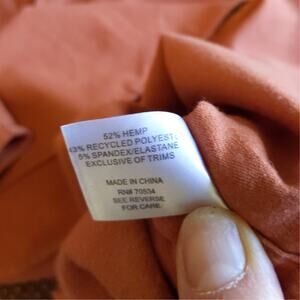 52% HEMP
43% RECYCLED POLYESTE
5% SPANDEX/ELASTANE
EXCLUSIVE OF TRIMS
MADE IN CHINA
RN# 70534
SEE REVERSE
FOR CARE